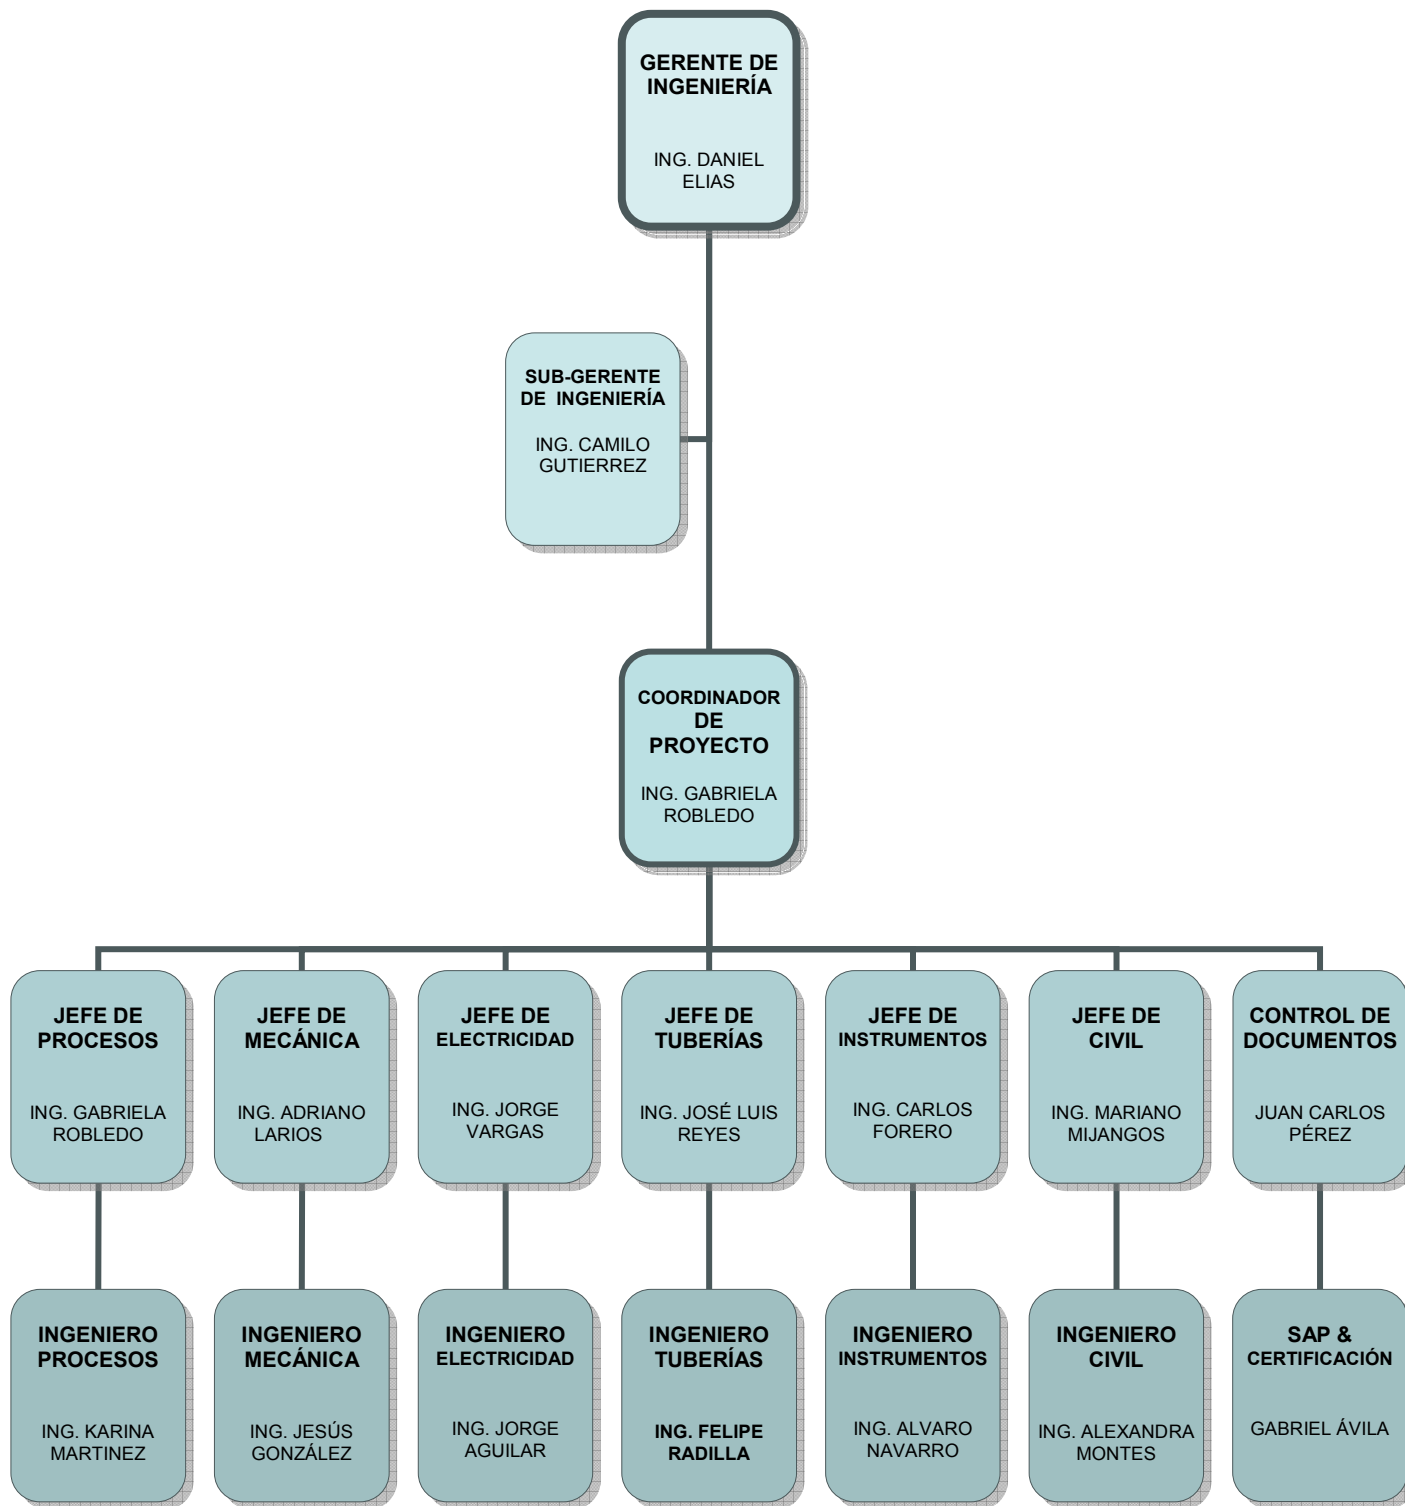 GERENTE DE
INGENIERÍA
ING. DANIEL
ELIAS
SUB-GERENTE
DE INGENIERÍA
ING. CAMILO
GUTIERREZ
COORDINADOR
DE
PROYECTO
ING. GABRIELA
ROBLEDO
JEFE DE
PROCESOS
ING. GABRIELA
ROBLEDO
JEFE DE
MECÁNICA
ING. ADRIANO
LARIOS
JEFE DE
ELECTRICIDAD
ING. JORGE
VARGAS
JEFE DE
TUBERÍAS
ING. JOSÉ LUIS
REYES
JEFE DE
INSTRUMENTOS
ING. CARLOS
FORERO
JEFE DE
CIVIL
ING. MARIANO
MIJANGOS
CONTROL DE
DOCUMENTOS
JUAN CARLOS
PÉREZ
INGENIERO
PROCESOS
ING. KARINA
MARTINEZ
INGENIERO
MECÁNICA
ING. JESÚS
GONZÁLEZ
INGENIERO
ELECTRICIDAD
ING. JORGE
AGUILAR
INGENIERO
TUBERÍAS
ING. FELIPE
RADILLA
INGENIERO
INSTRUMENTOS
ING. ALVARO
NAVARRO
INGENIERO
CIVIL
ING. ALEXANDRA
MONTES
SAP &
CERTIFICACIÓN
GABRIEL ÁVILA